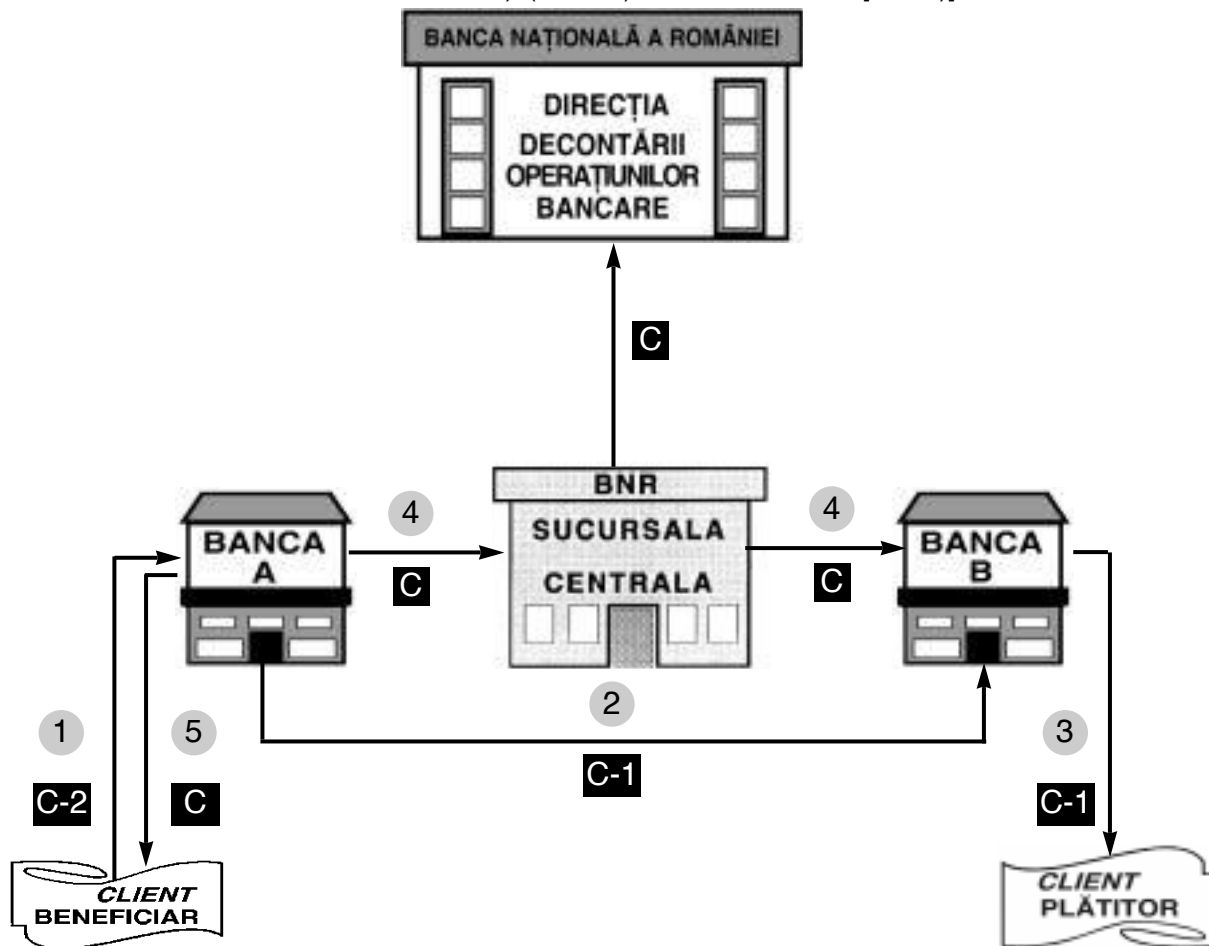 BANCA NAȚIONALĂ A ROMÂNIEI
DIRECȚIA
DECONTĂRII
OPERAȚIUNILOR
BANCARE
C
BNR
SUCURSALA
CENTRALA
4
C
4
C
BANCA
A
BANCA
B
2
C-1
1
C-2
5
C
3
C-1
CLIENT
BENEFICIAR
CLIENT
PLĂTITOR